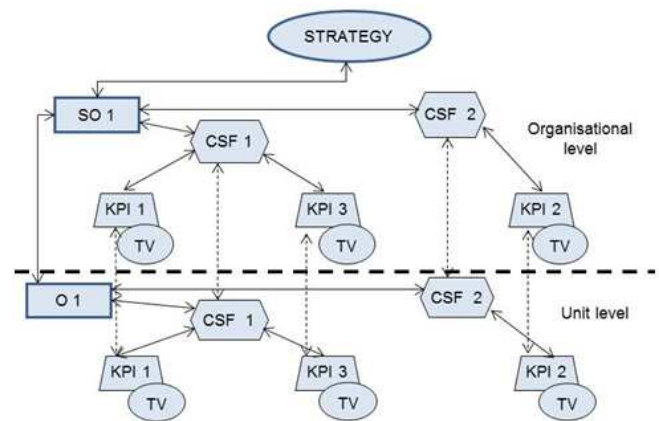 STRATEGY
SO 1
CSF 2
CSF 1
Organisational
level
KPI 1
TV
KPI 3
TV
KPI 2
TV
O 1
CSF 2
CSF 1
Unit level
KPI 1
TV
KPI 3
TV
KPI 2
TV